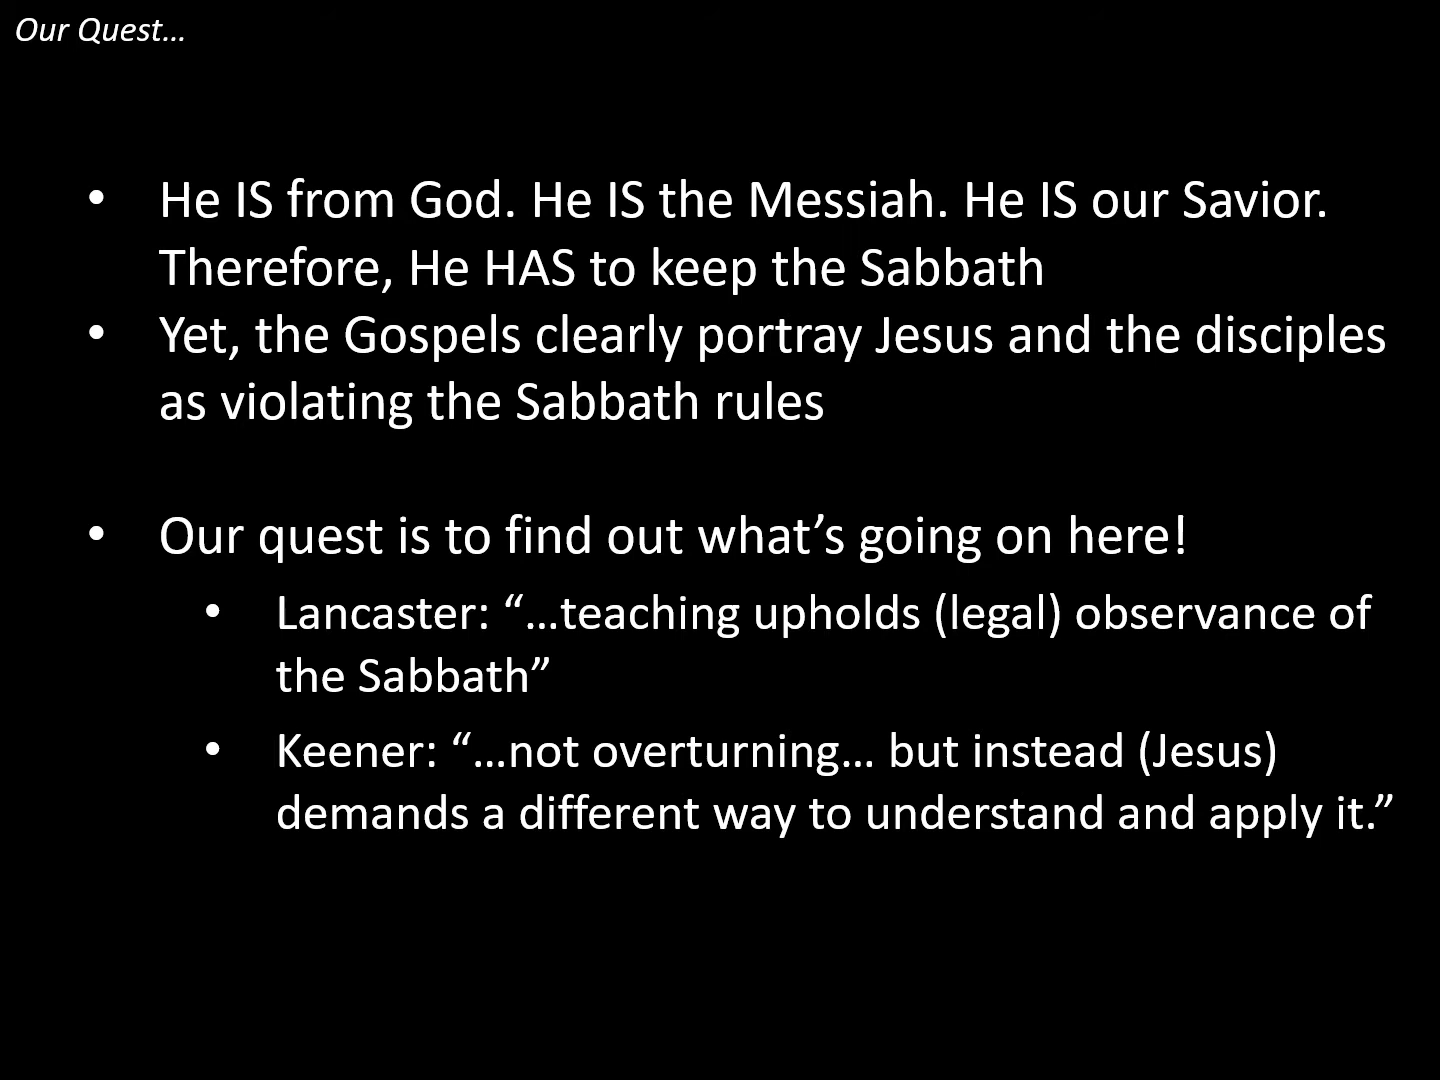 Our Quest…
• He IS from God. He IS the Messiah. He IS our Savior.
Therefore, He HAS to keep the Sabbath
• Yet, the Gospels clearly portray Jesus and the disciples
as violating the Sabbath rules
• Our quest is to find out what’s going on here!
• Lancaster: “…teaching upholds (legal) observance of
the Sabbath”
• Keener: “…not overturning… but instead (Jesus)
demands a different way to understand and apply it.”